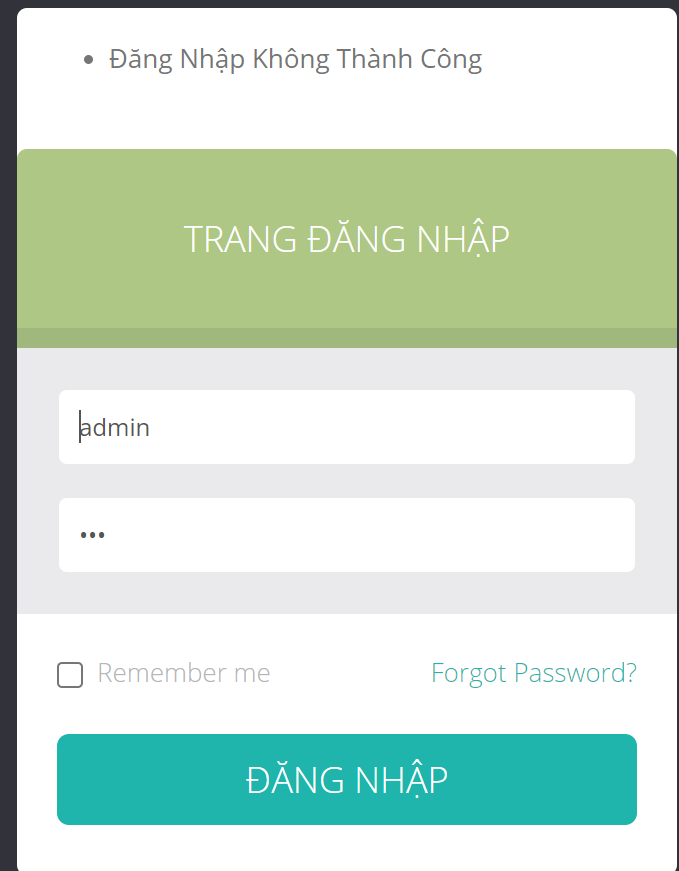 Đăng Nhập Không Thành Công
TRANG ĐĂNG NHẬP
admin
•••
Remember me
Forgot Password?
ĐĂNG NHẬP